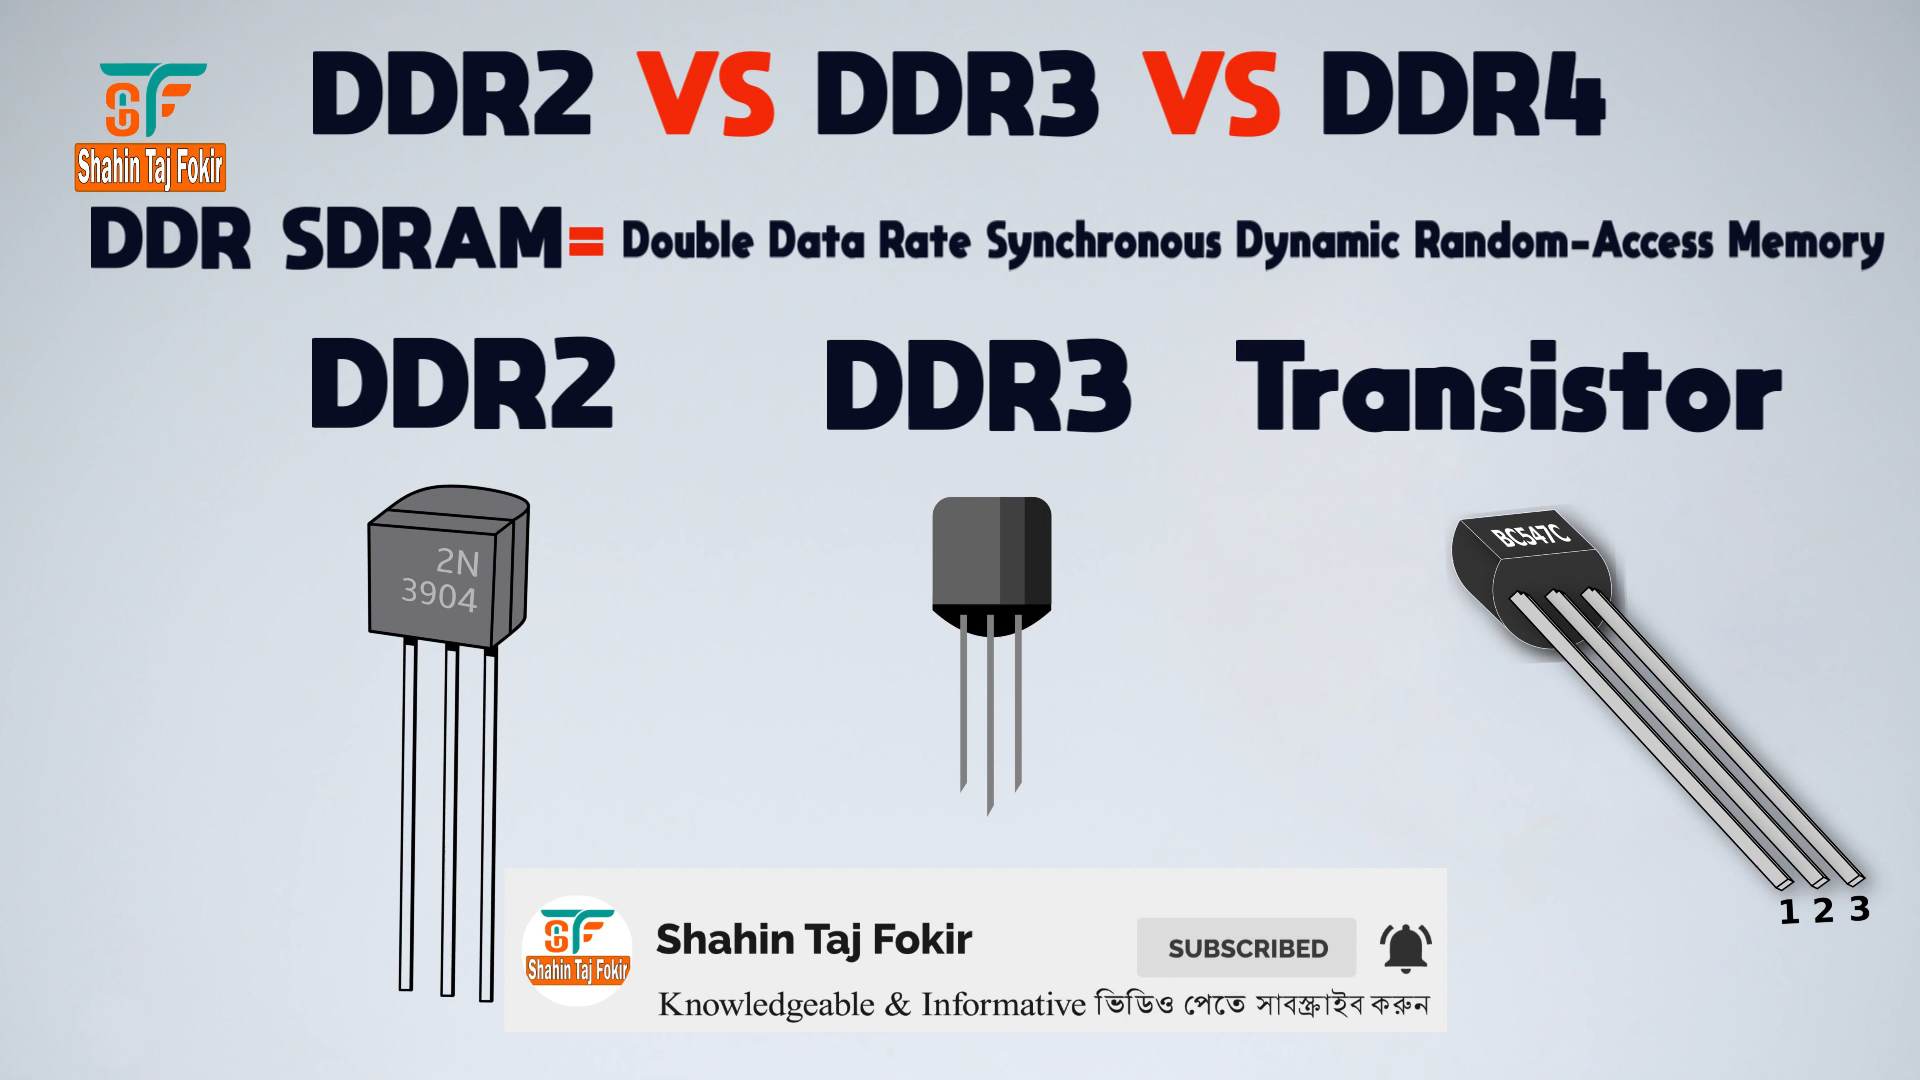 DDR2 VS DDR3 VS DDR4
Shahin Taj Fokir
DDR SDRAM= Double Data Rate Synchronous Dynamic Random-Access Memory
DDR2 DDR3 Transistor
2N
3904
BC547C
1 2 3
Shahin Taj Fokir
Shahin Taj Fokir
SUBSCRIBED
Knowledgeable & Informative ভিডিও পেতে সাবস্ক্রাইব করুন